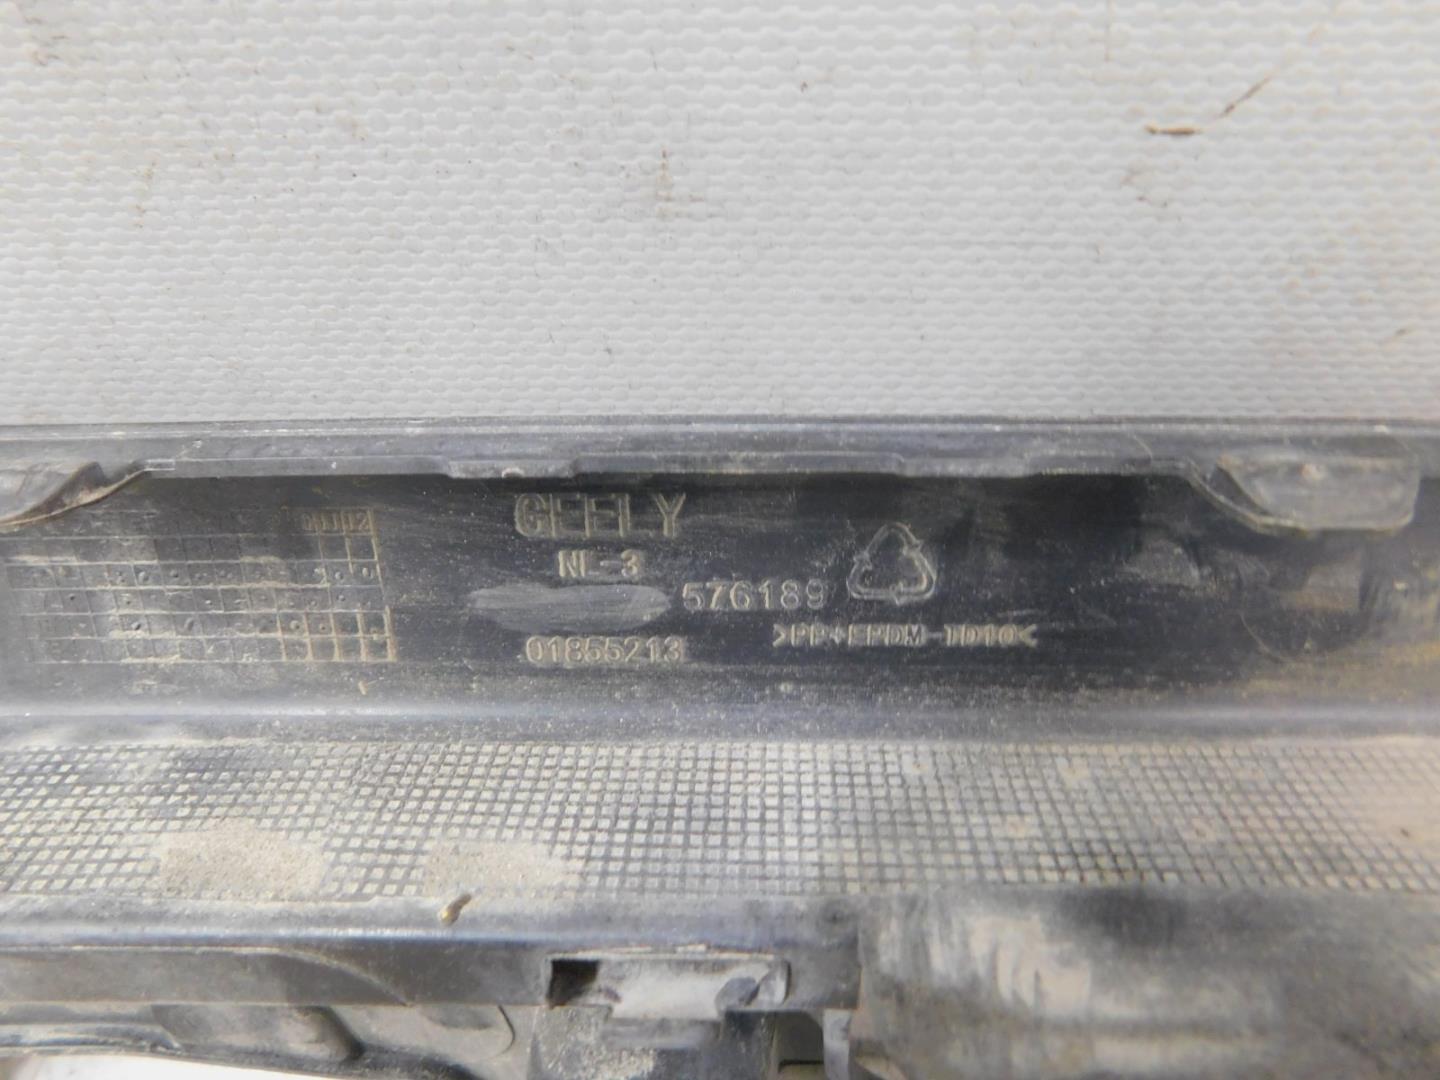 GEELY
NL-3
576189
01855213
>PP+EPDM-TD10<